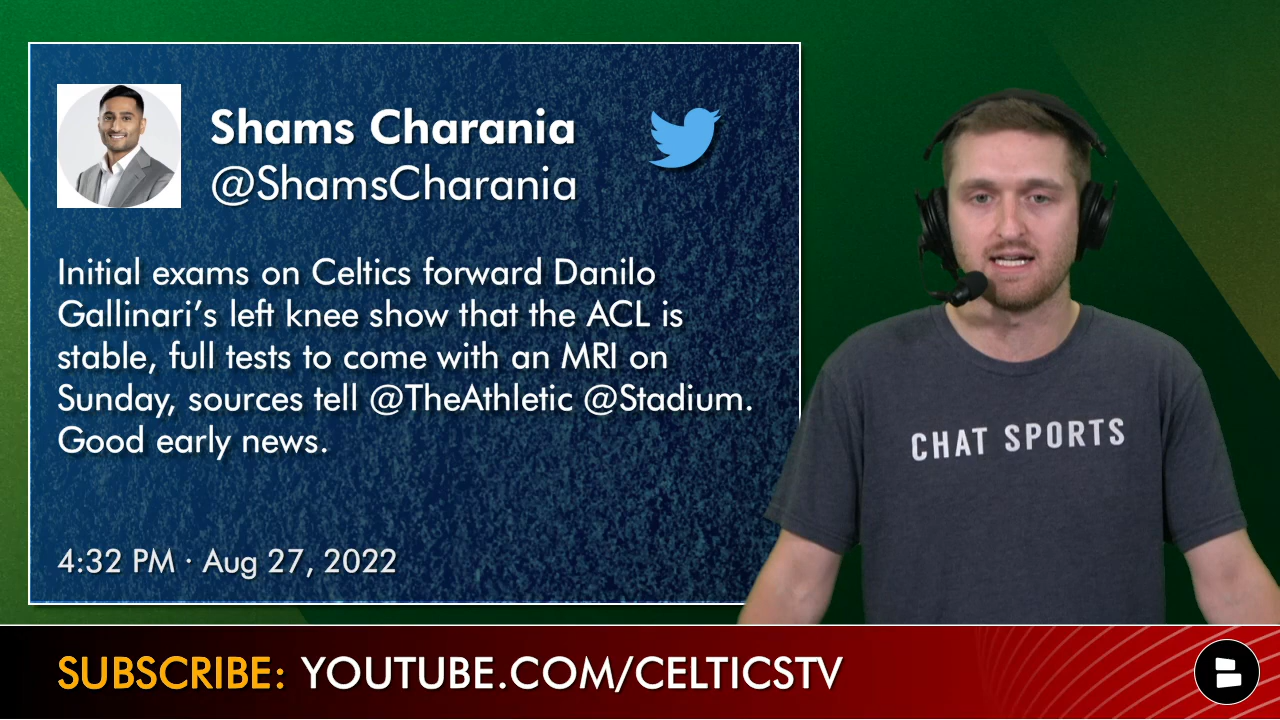 Shams Charania
@ShamsCharania
Initial exams on Celtics forward Danilo
Gallinari’s left knee show that the ACL is
stable, full tests to come with an MRI on
Sunday, sources tell @TheAthletic @Stadium.
Good early news.
4:32 PM · Aug 27, 2022
CHAT SPORTS
SUBSCRIBE: YOUTUBE.COM/CELTICSTV